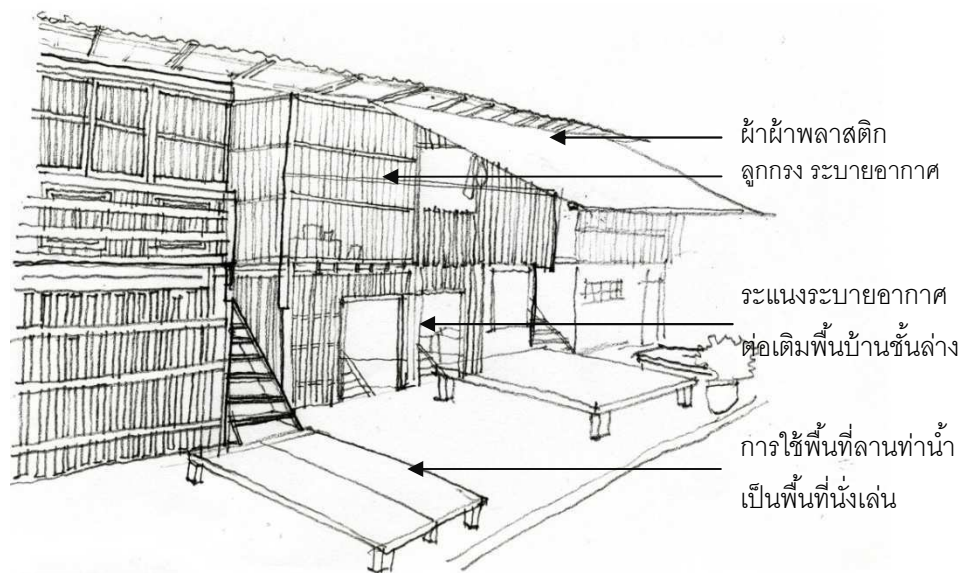 ผ้าผ้าพลาสติก
ลูกกรง ระบายอากาศ
ระแนงระบายอากาศ
ต่อเติมพื้นบ้านชั้นล่าง
การใช้พื้นที่ลานท่าน้ำ
เป็นพื้นที่นั่งเล่น